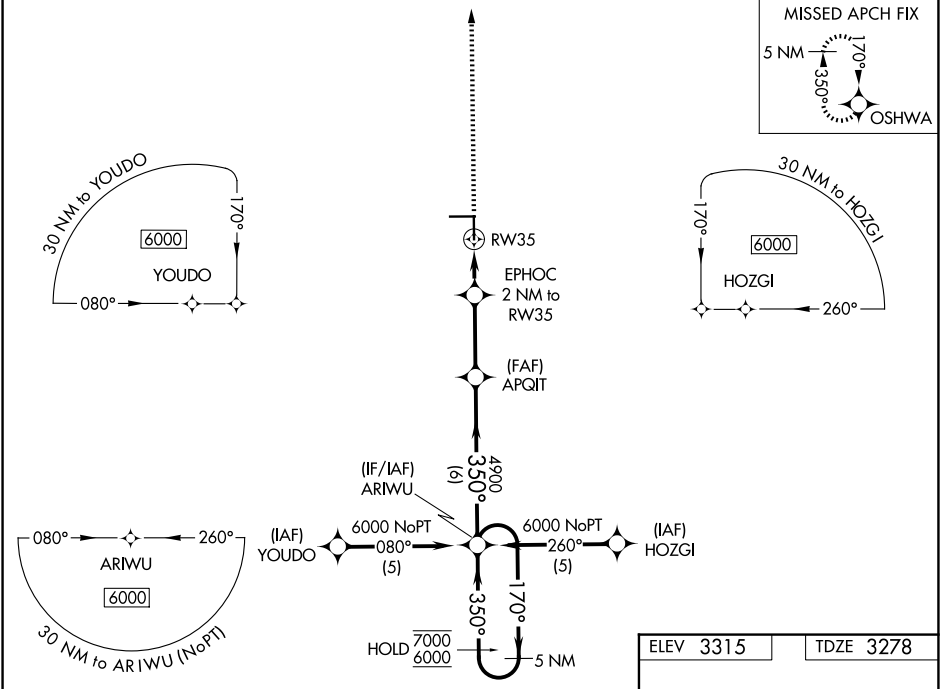 MISSED APCH FIX
5 NM
170°
350°
OSHWA
30 NM to YOUDO
6000
170°
YOUDO
080°
RW35
EPHOC
2 NM to
RW35
(FAF)
APQIT
30 NM to HOZGI
170°
6000
HOZGI
260°
4900
350°
(6)
(IF/IAF)
ARIWU
(IAF)
YOUDO
6000 NoPT
080°
(5)
6000 NoPT
260°
(5)
(IAF)
HOZGI
350°
170°
HOLD 7000
6000
5 NM
080°
260°
ARIWU
6000
30 NM to ARIWU (NoPT)
ELEV 3315
TDZE 3278